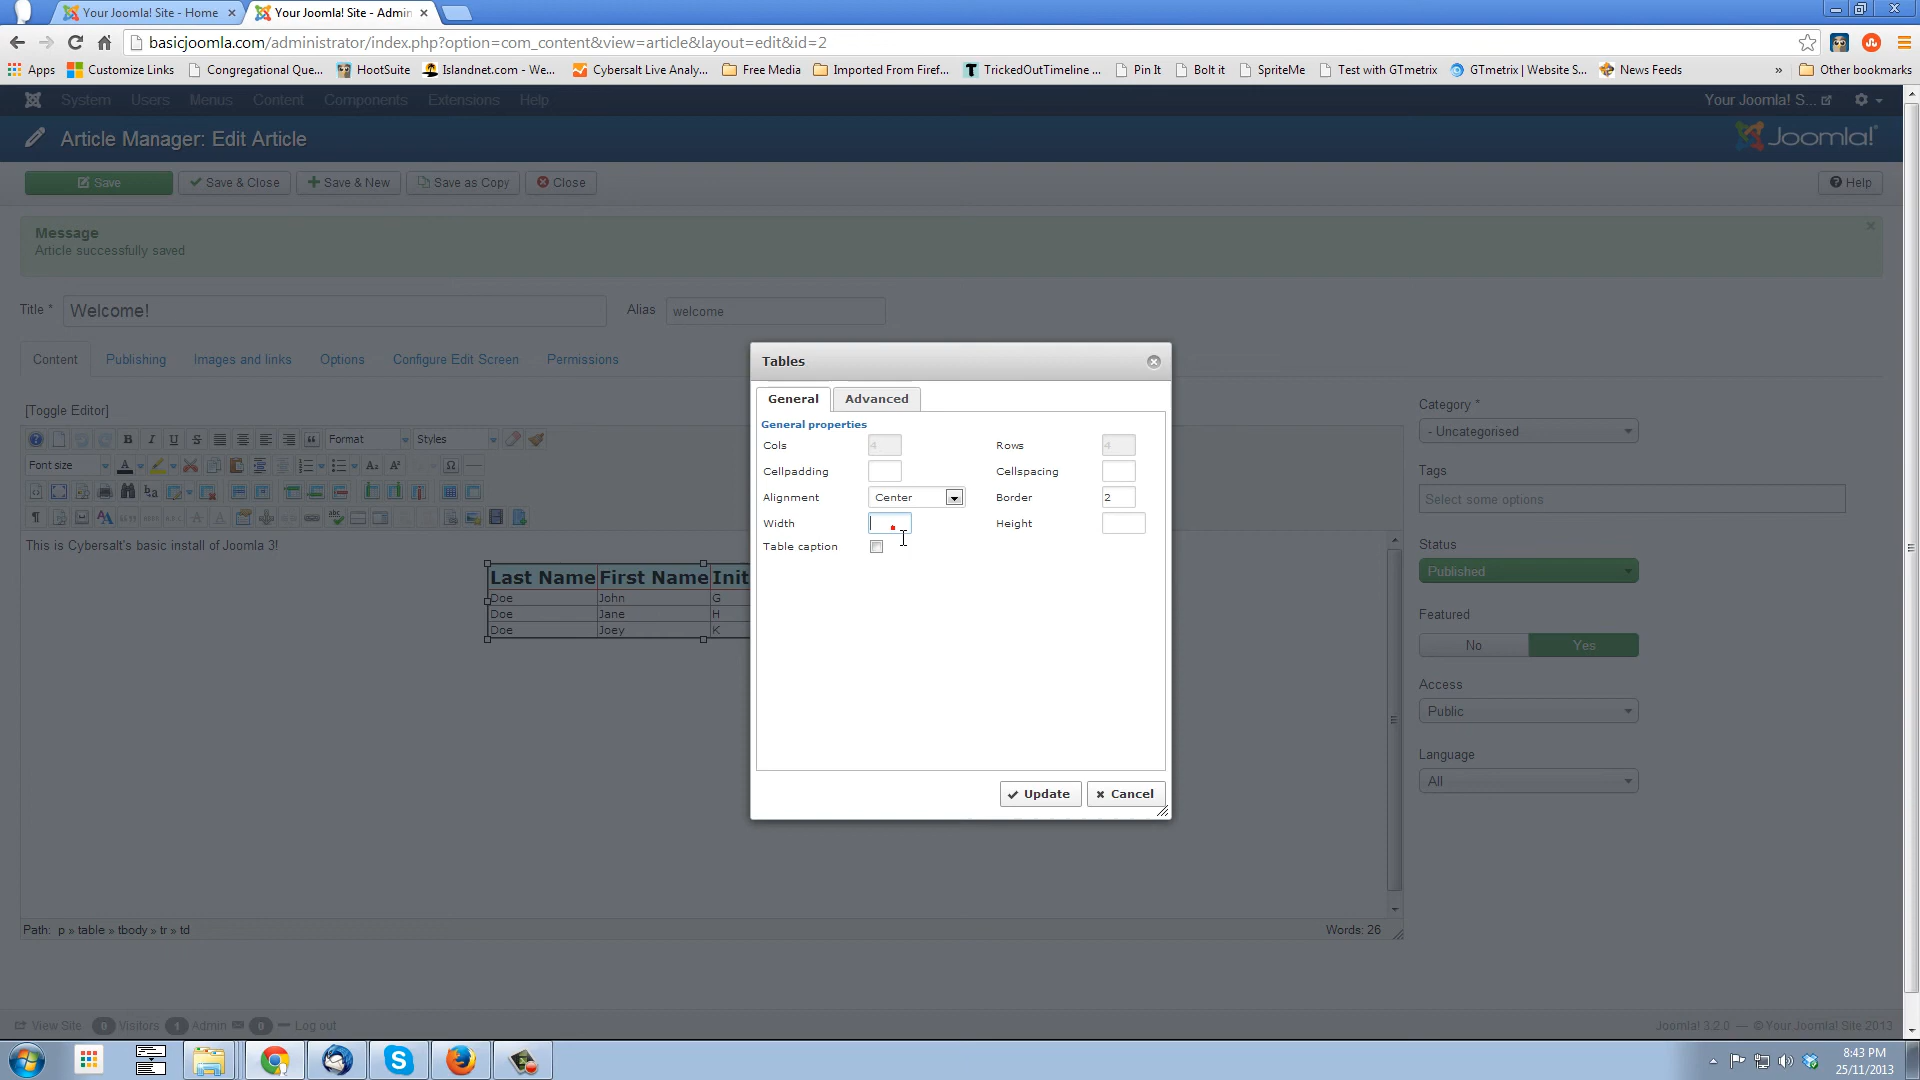 Your Joomla! Site - Home
Your Joomla! Site - Admin
basicjoomla.com/administrator/index.php?option=com_content&view=article&layout=edit&id=2
Apps Customize Links Congregational Que... HootSuite Islandnet.com - We... Cybersalt Live Analy... Free Media Imported From Firef... TrickedOutTimeline ... Pin It Bolt it SpriteMe Test with GTmetrix GTmetrix | Website S... News Feeds » Other bookmarks
System Users Menus Content Components Extensions Help Your Joomla! S...
Article Manager: Edit Article Joomla!
Save Save & Close Save & New Save as Copy Close Help
Message
Article successfully saved
Title * Welcome! Alias welcome
Content Publishing Images and links Options Configure Edit Screen Permissions
[Toggle Editor]
Format Styles
Font size
This is Cybersalt's basic install of Joomla 3!
Last Name First Name Init
Doe John G
Doe Jane H
Doe Joey K
Path: p » table » tbody » tr » td Words: 26
Tables
General Advanced
General properties
Cols 4 Rows 4
Cellpadding Cellspacing
Alignment Center Border 2
Width Height
Table caption
Update Cancel
Category *
- Uncategorised
Tags
Select some options
Status
Published
Featured
No Yes
Access
Public
Language
All
View Site 0 Visitors 1 Admin 0 Log out Joomla! 3.2.0 — © Your Joomla! Site 2013
8:43 PM
25/11/2013